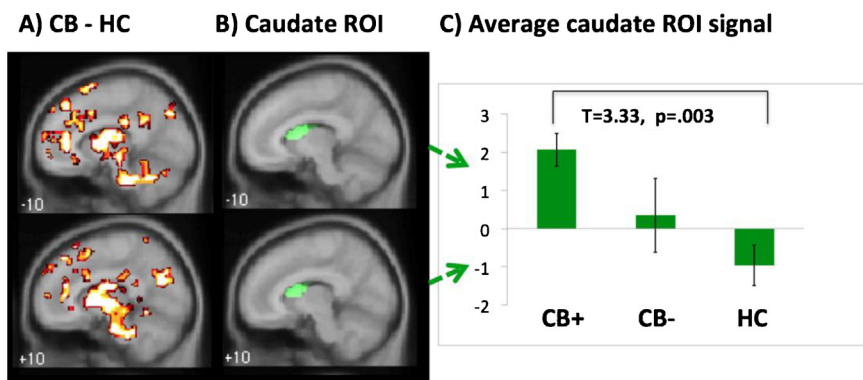 A) CB - HC
B) Caudate ROI
C) Average caudate ROI signal
-10
-10
+10
+10
T=3.33, p=.003
3
2
1
0
-1
-2
CB+ CB- HC